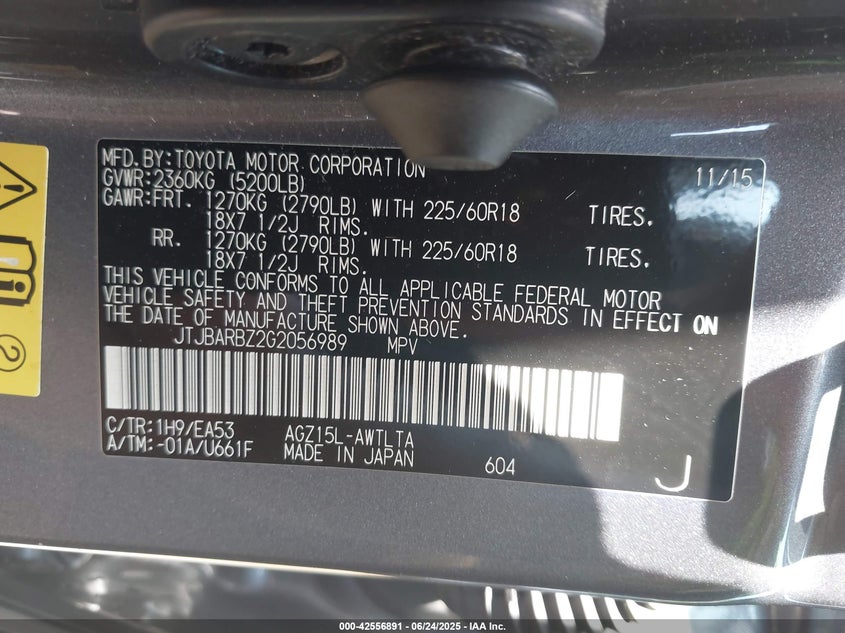 MFD. BY: TOYOTA MOTOR CORPORATION 11/15
GVWR: 2360KG (5200LB)
GAWR: FRT. 1270KG (2790LB) WITH 225/60R18 TIRES.
18X7 1/2J RIMS.
RR. 1270KG (2790LB) WITH 225/60R18 TIRES.
18X7 1/2J RIMS.
THIS VEHICLE CONFORMS TO ALL APPLICABLE FEDERAL MOTOR
VEHICLE SAFETY AND THEFT PREVENTION STANDARDS IN EFFECT ON
THE DATE OF MANUFACTURE SHOWN ABOVE.
JTJBARBZ2G2056989 MPV
C/TR: 1H9/EA53 AGZ15L-AWTLTA
A/TM: -01A/U661F MADE IN JAPAN 604
J
2
000-42556891 - 06/24/2025 - IAA Inc.